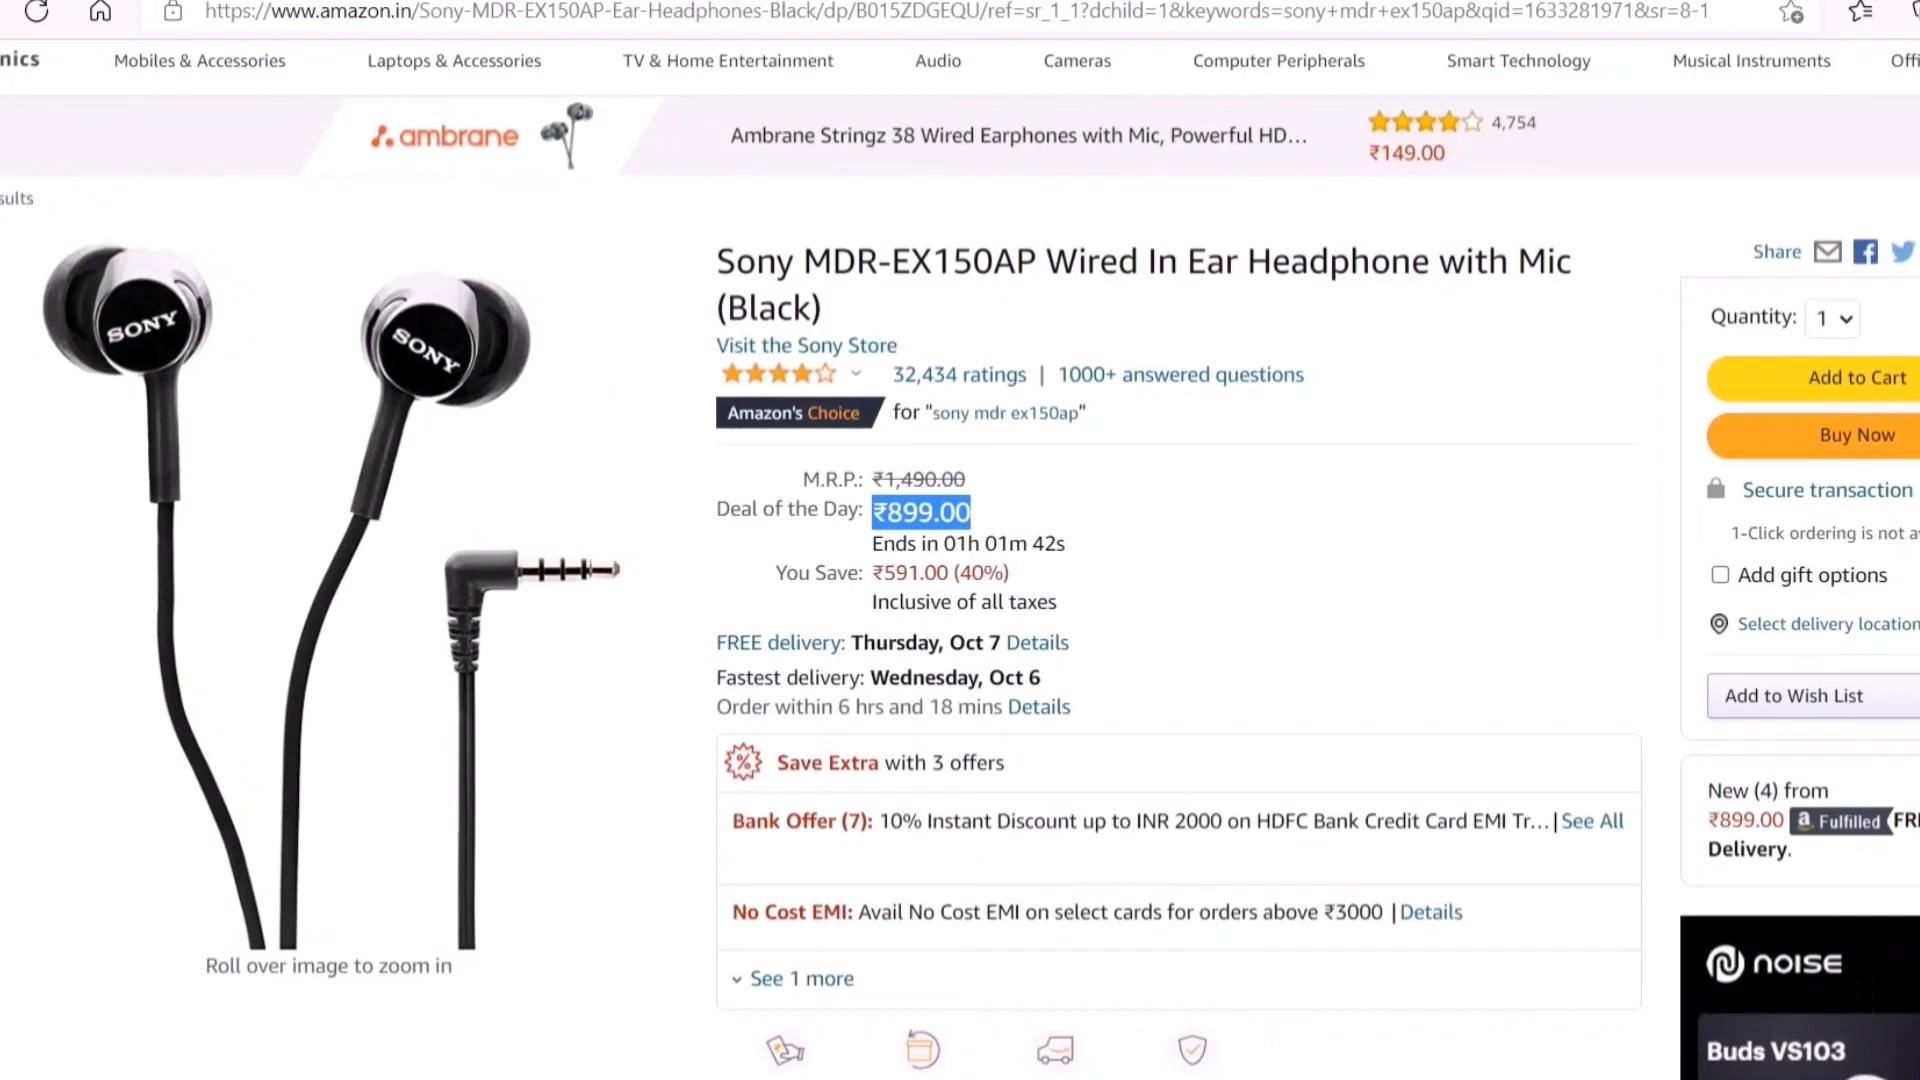 https://www.amazon.in/Sony-MDR-EX150AP-Ear-Headphones-Black/dp/B015ZDGEQU/ref=sr_1_1?dchild=1&keywords=sony+mdr+ex150ap&qid=1633281971&sr=8-1
nics Mobiles & Accessories Laptops & Accessories TV & Home Entertainment Audio Cameras Computer Peripherals Smart Technology Musical Instruments Offi
ambrane Ambrane Stringz 38 Wired Earphones with Mic, Powerful HD... 4,754
₹149.00
sults
SONY
SONY
Roll over image to zoom in
Sony MDR-EX150AP Wired In Ear Headphone with Mic
(Black)
Visit the Sony Store
32,434 ratings | 1000+ answered questions
Amazon's Choice for "sony mdr ex150ap"
M.R.P.: ₹1,490.00
Deal of the Day: ₹899.00
Ends in 01h 01m 42s
You Save: ₹591.00 (40%)
Inclusive of all taxes
FREE delivery: Thursday, Oct 7 Details
Fastest delivery: Wednesday, Oct 6
Order within 6 hrs and 18 mins Details
% Save Extra with 3 offers
Bank Offer (7): 10% Instant Discount up to INR 2000 on HDFC Bank Credit Card EMI Tr... | See All
No Cost EMI: Avail No Cost EMI on select cards for orders above ₹3000 | Details
See 1 more
Share
Quantity: 1
Add to Cart
Buy Now
Secure transaction
1-Click ordering is not a
Add gift options
Select delivery location
Add to Wish List
New (4) from
₹899.00 a Fulfilled FR
Delivery.
noise
Buds VS103